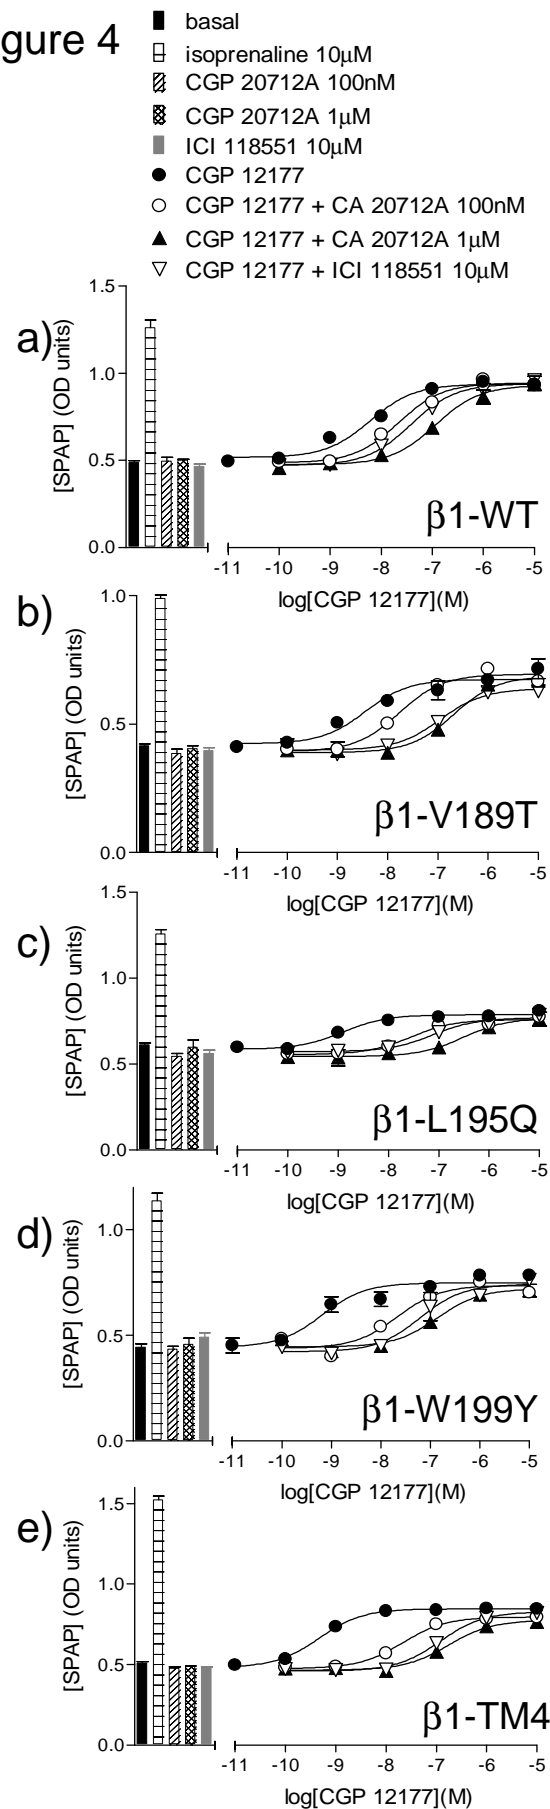 gure 4
basal
isoprenaline 10μM
CGP 20712A 100nM
CGP 20712A 1μM
ICI 118551 10μM
CGP 12177
CGP 12177 + CA 20712A 100nM
CGP 12177 + CA 20712A 1μM
CGP 12177 + ICI 118551 10μM
a)
[SPAP] (OD units)
1.5
1.0
0.5
0.0
β1-WT
-11 -10 -9 -8 -7 -6 -5
log[CGP 12177](M)
b)
[SPAP] (OD units)
1.0
0.5
0.0
β1-V189T
-11 -10 -9 -8 -7 -6 -5
log[CGP 12177](M)
c)
[SPAP] (OD units)
1.5
1.0
0.5
0.0
β1-L195Q
-11 -10 -9 -8 -7 -6 -5
log[CGP 12177](M)
d)
[SPAP] (OD units)
1.0
0.5
0.0
β1-W199Y
-11 -10 -9 -8 -7 -6 -5
log[CGP 12177](M)
e)
[SPAP] (OD units)
1.5
1.0
0.5
0.0
β1-TM4
-11 -10 -9 -8 -7 -6 -5
log[CGP 12177](M)